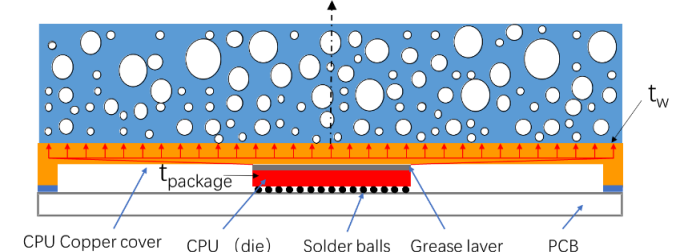 t_w
t_package
CPU Copper cover
CPU （die）
Solder balls
Grease layer
PCB